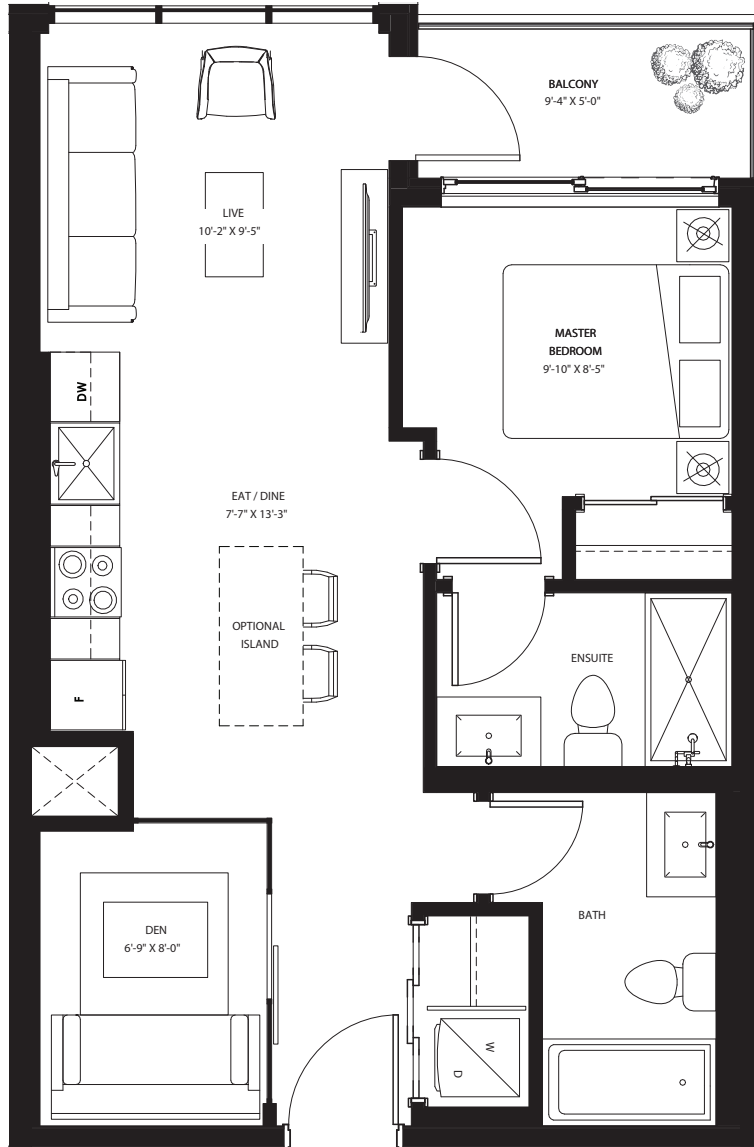 BALCONY
9'-4" X 5'-0"
LIVE
10'-2" X 9'-5"
MASTER
BEDROOM
9'-10" X 8'-5"
DW
EAT / DINE
7'-7" X 13'-3"
OPTIONAL
ISLAND
ENSUITE
F
BATH
DEN
6'-9" X 8'-0"
W
D